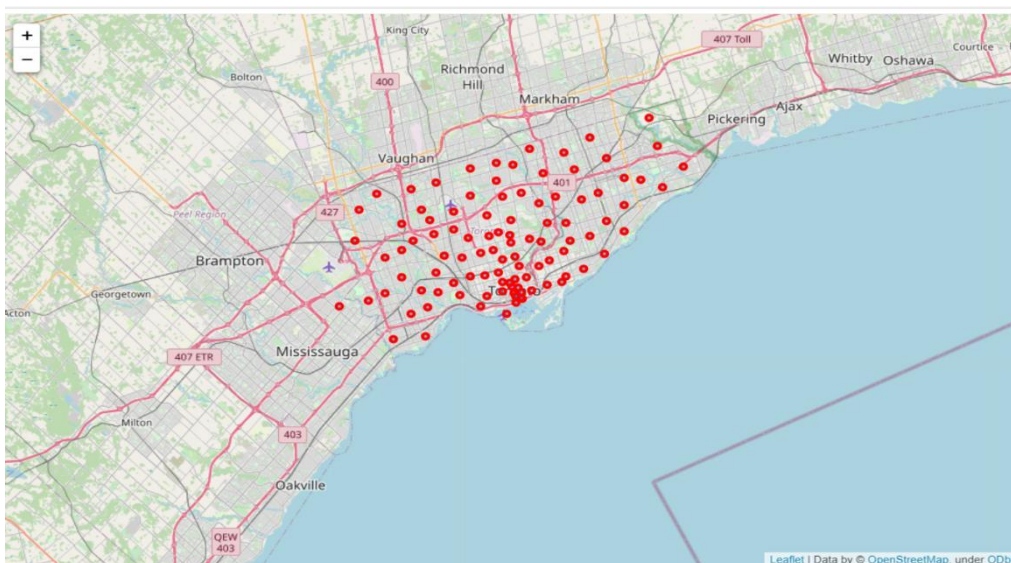 +
−
King City
407 Toll
Courtice
Whitby
Oshawa
Bolton
400
Richmond
Hill
Markham
Ajax
Pickering
Vaughan
401
427
Peel Region
Brampton
Georgetown
Acton
Mississauga
407 ETR
Milton
403
Oakville
QEW
403
Leaflet | Data by © OpenStreetMap, under ODb